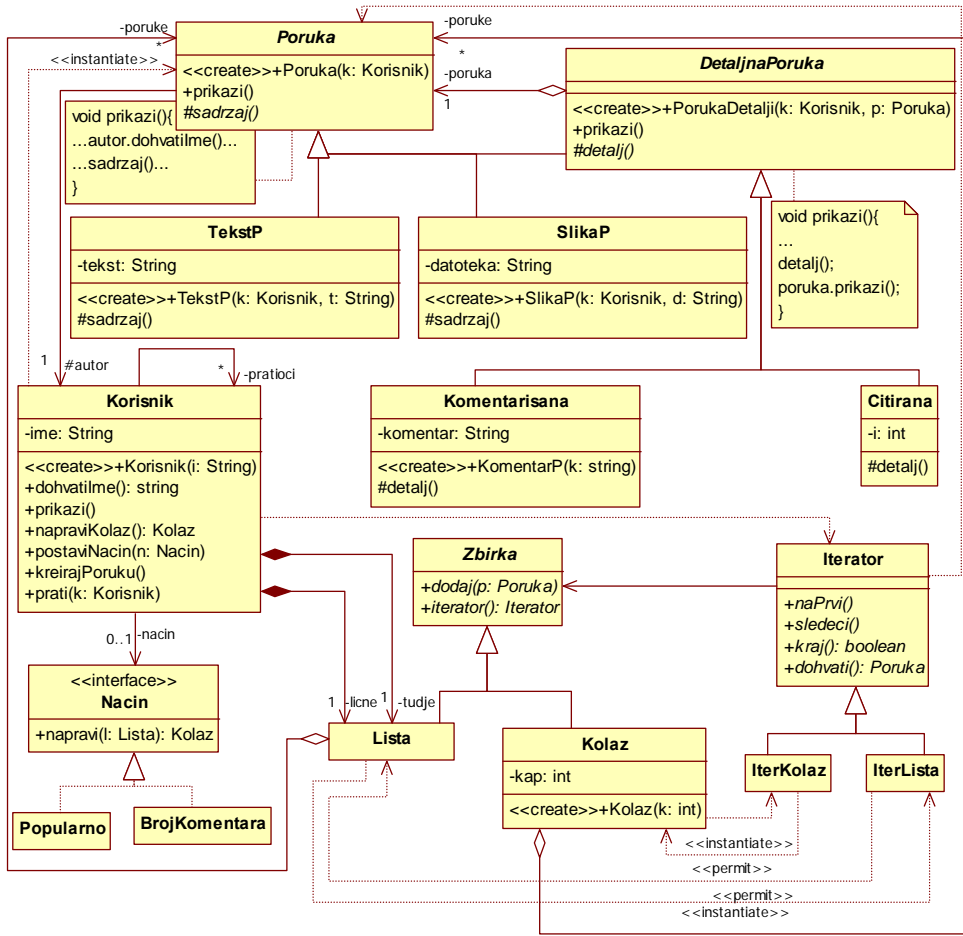 -poruke
*
<<instantiate>>
Poruka
<<create>>+Poruka(k: Korisnik)
+prikazi()
#sadrzaj()
-poruke
*
-poruka
1
DetaljnaPoruka
<<create>>+PorukaDetalji(k: Korisnik, p: Poruka)
+prikazi()
#detalj()
void prikazi(){
...autor.dohvatiIme()...
...sadrzaj()...
}
void prikazi(){
...
detalj();
poruka.prikazi();
}
TekstP
-tekst: String
<<create>>+TekstP(k: Korisnik, t: String)
#sadrzaj()
SlikaP
-datoteka: String
<<create>>+SlikaP(k: Korisnik, d: String)
#sadrzaj()
1
#autor
*
-pratioci
Korisnik
-ime: String
<<create>>+Korisnik(i: String)
+dohvatiIme(): string
+prikazi()
+napraviKolaz(): Kolaz
+postaviNacin(n: Nacin)
+kreirajPoruku()
+prati(k: Korisnik)
Komentarisana
-komentar: String
<<create>>+KomentarP(k: string)
#detalj()
Citirana
-i: int
#detalj()
Zbirka
+dodaj(p: Poruka)
+iterator(): Iterator
Iterator
+naPrvi()
+sledeci()
+kraj(): boolean
+dohvati(): Poruka
0..1
-nacin
<<interface>>
Nacin
+napravi(l: Lista): Kolaz
1
-licne
1
-tudje
Lista
Kolaz
-kap: int
<<create>>+Kolaz(k: int)
IterKolaz
IterLista
Popularno
BrojKomentara
<<instantiate>>
<<permit>>
<<permit>>
<<instantiate>>